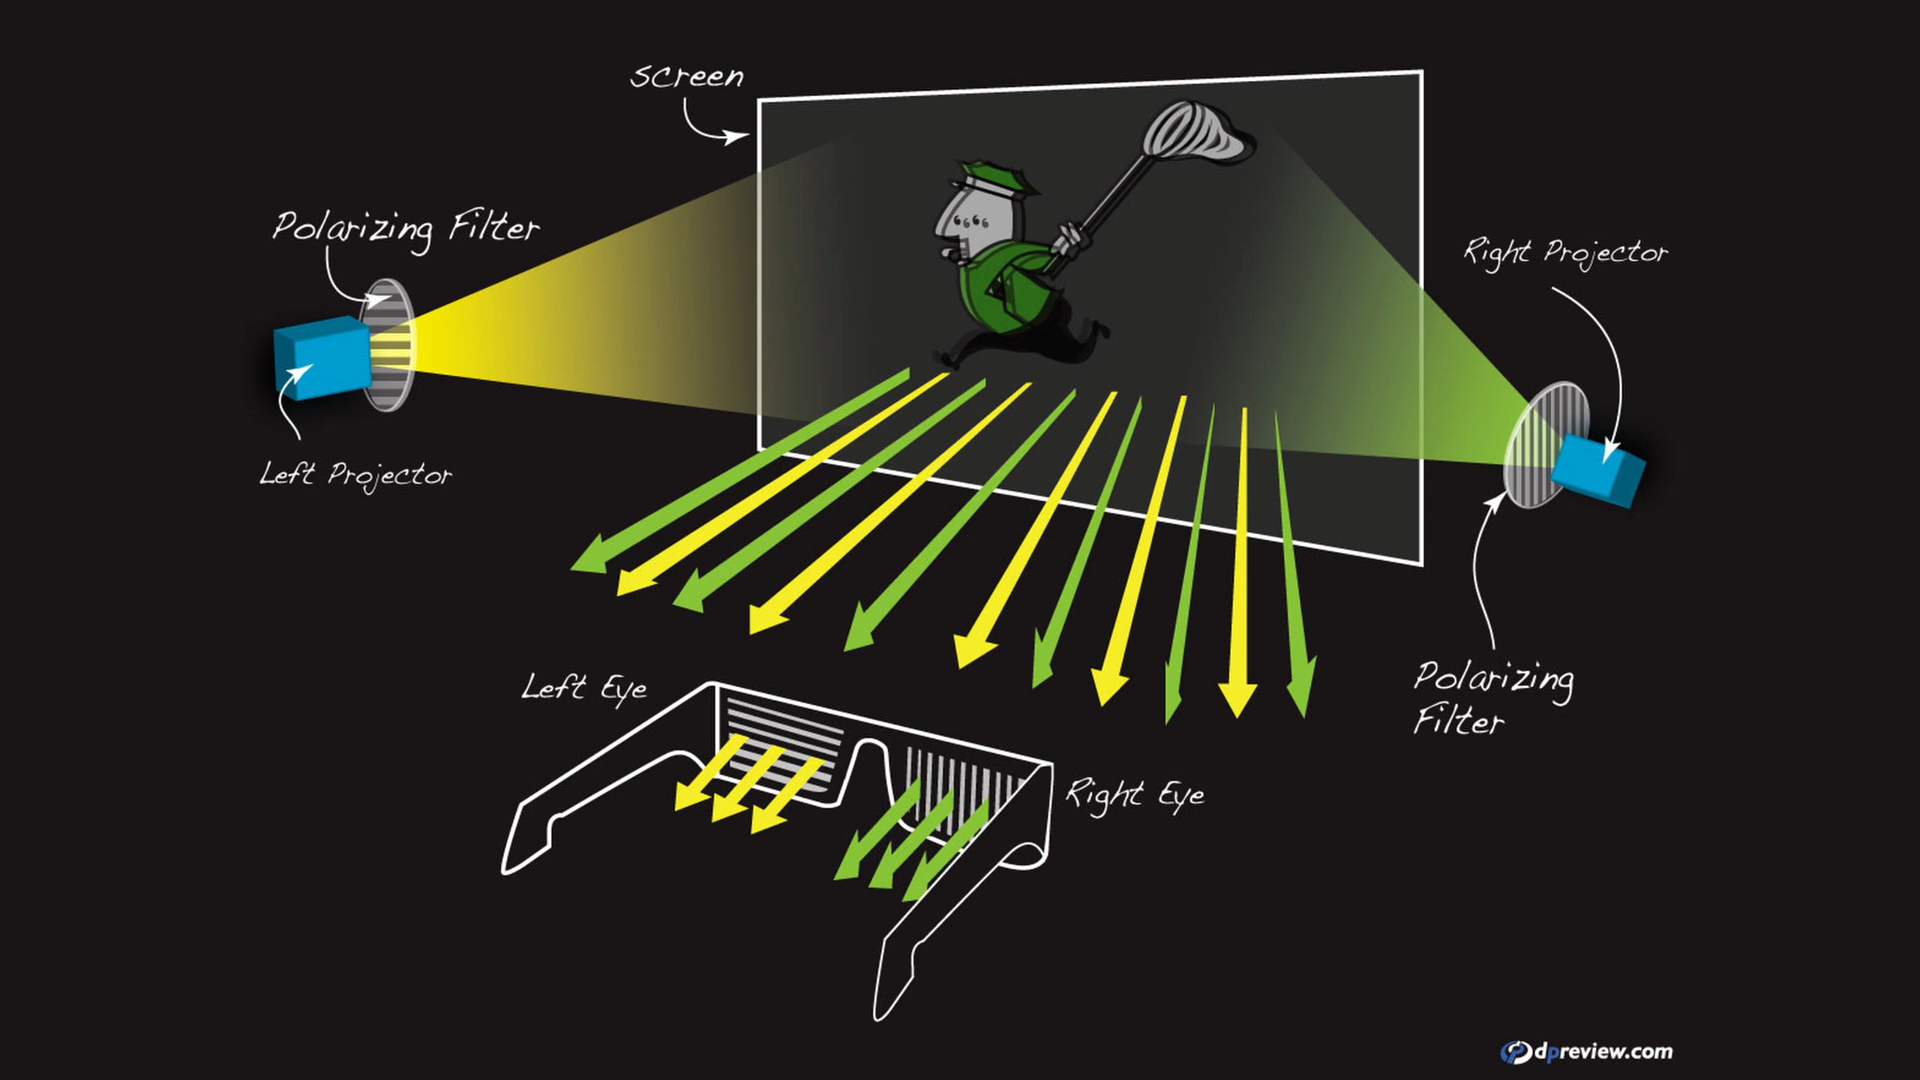 Screen
Polarizing Filter
Right Projector
Left Projector
Left Eye
Polarizing
Filter
Right Eye
dpreview.com